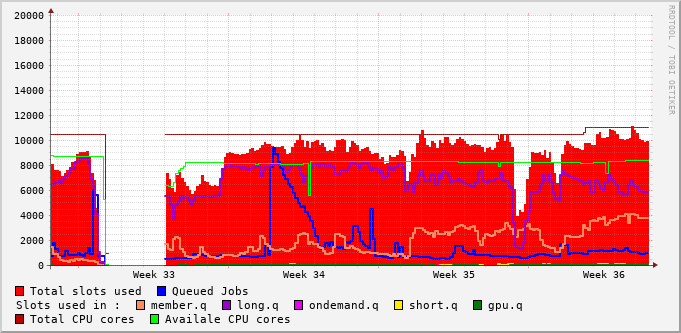 20000
18000
16000
14000
12000
10000
8000
6000
4000
2000
0
Week 33 Week 34 Week 35 Week 36
RRDTOOL / TOBI OETIKER
Total slots used Queued Jobs
Slots used in : member.q long.q ondemand.q short.q gpu.q
Total CPU cores Availale CPU cores